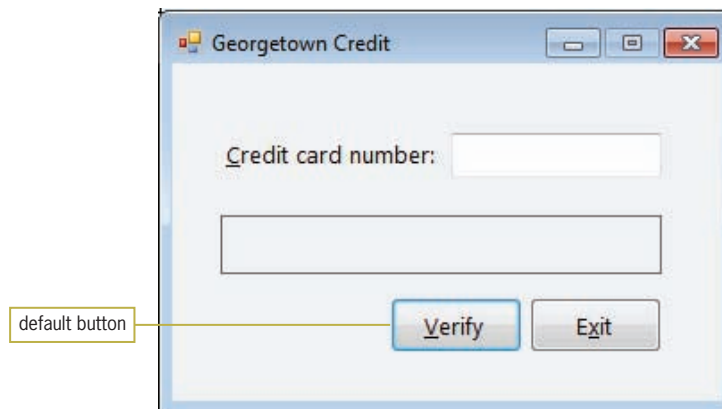 Georgetown Credit
Credit card number:
default button
Verify
Exit